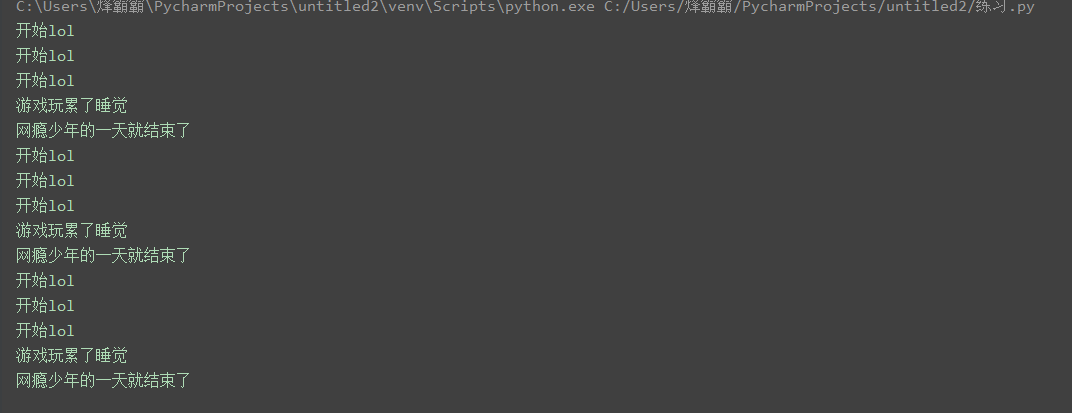 C:\Users\烽霸霸\PycharmProjects\untitled2\venv\Scripts\python.exe C:/Users/烽霸霸/PycharmProjects/untitled2/练习.py
开始lol
开始lol
开始lol
游戏玩累了睡觉
网瘾少年的一天就结束了
开始lol
开始lol
开始lol
游戏玩累了睡觉
网瘾少年的一天就结束了
开始lol
开始lol
开始lol
游戏玩累了睡觉
网瘾少年的一天就结束了